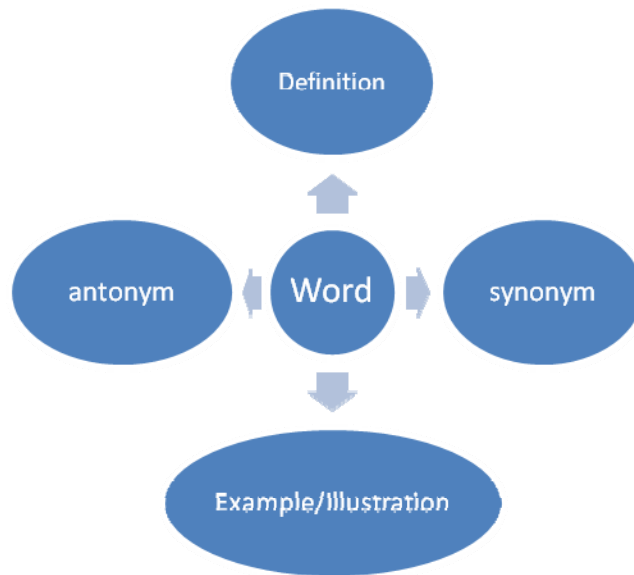 Definition
antonym
Word
synonym
Example/Illustration